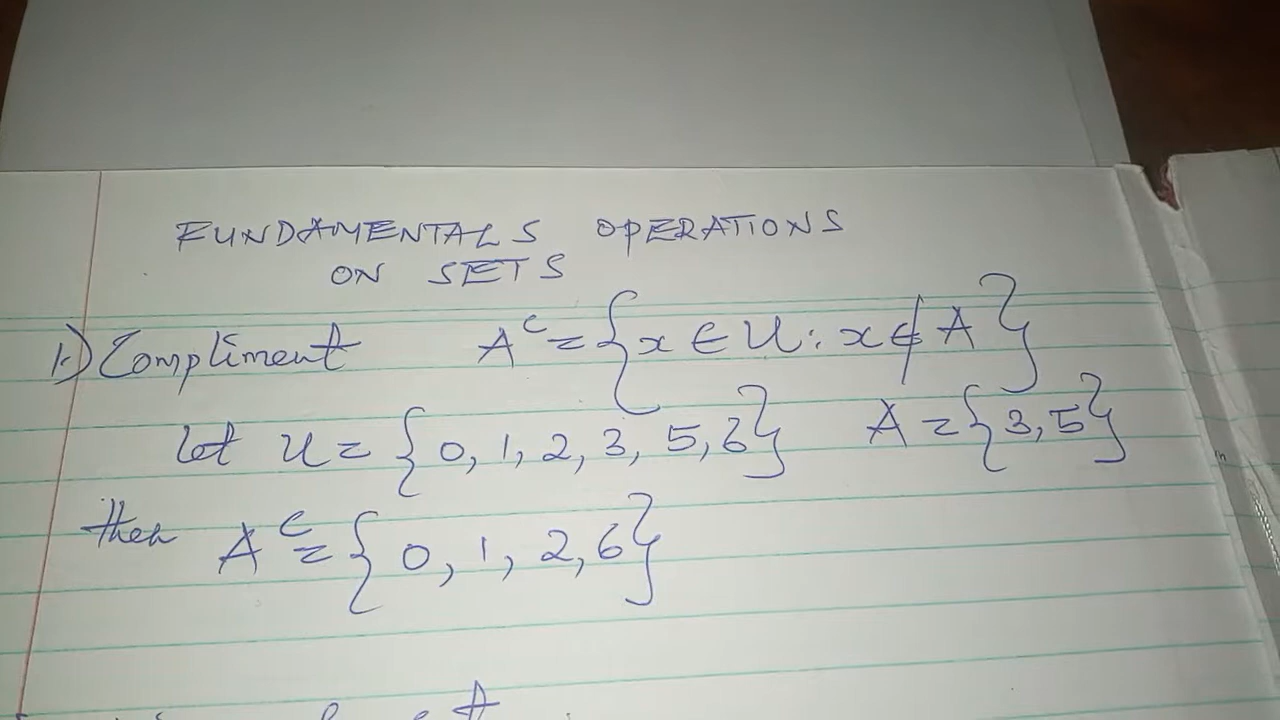 FUNDAMENTALS OPERATIONS
ON SETS
1.) Compliment A^c = {x ∈ U : x ∉ A}
let U = {0, 1, 2, 3, 5, 6} A = {3, 5}
then A^c = {0, 1, 2, 6}